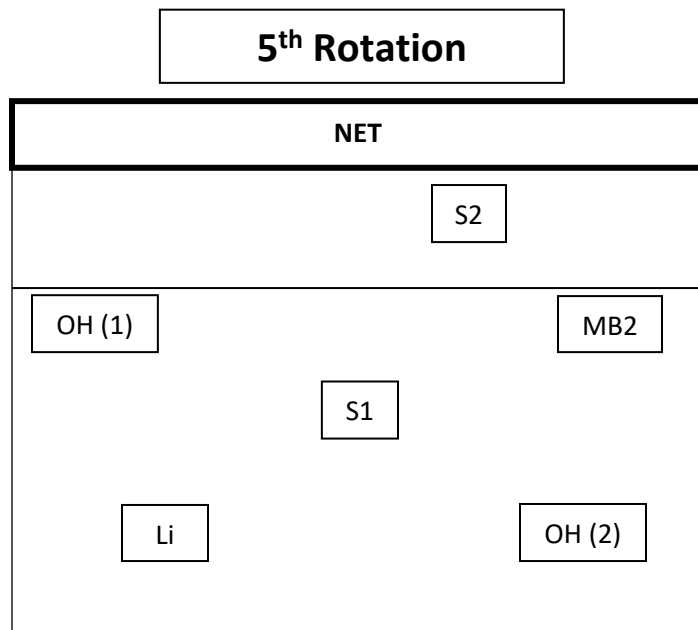 5th Rotation
NET
S2
OH (1)
MB2
S1
Li
OH (2)